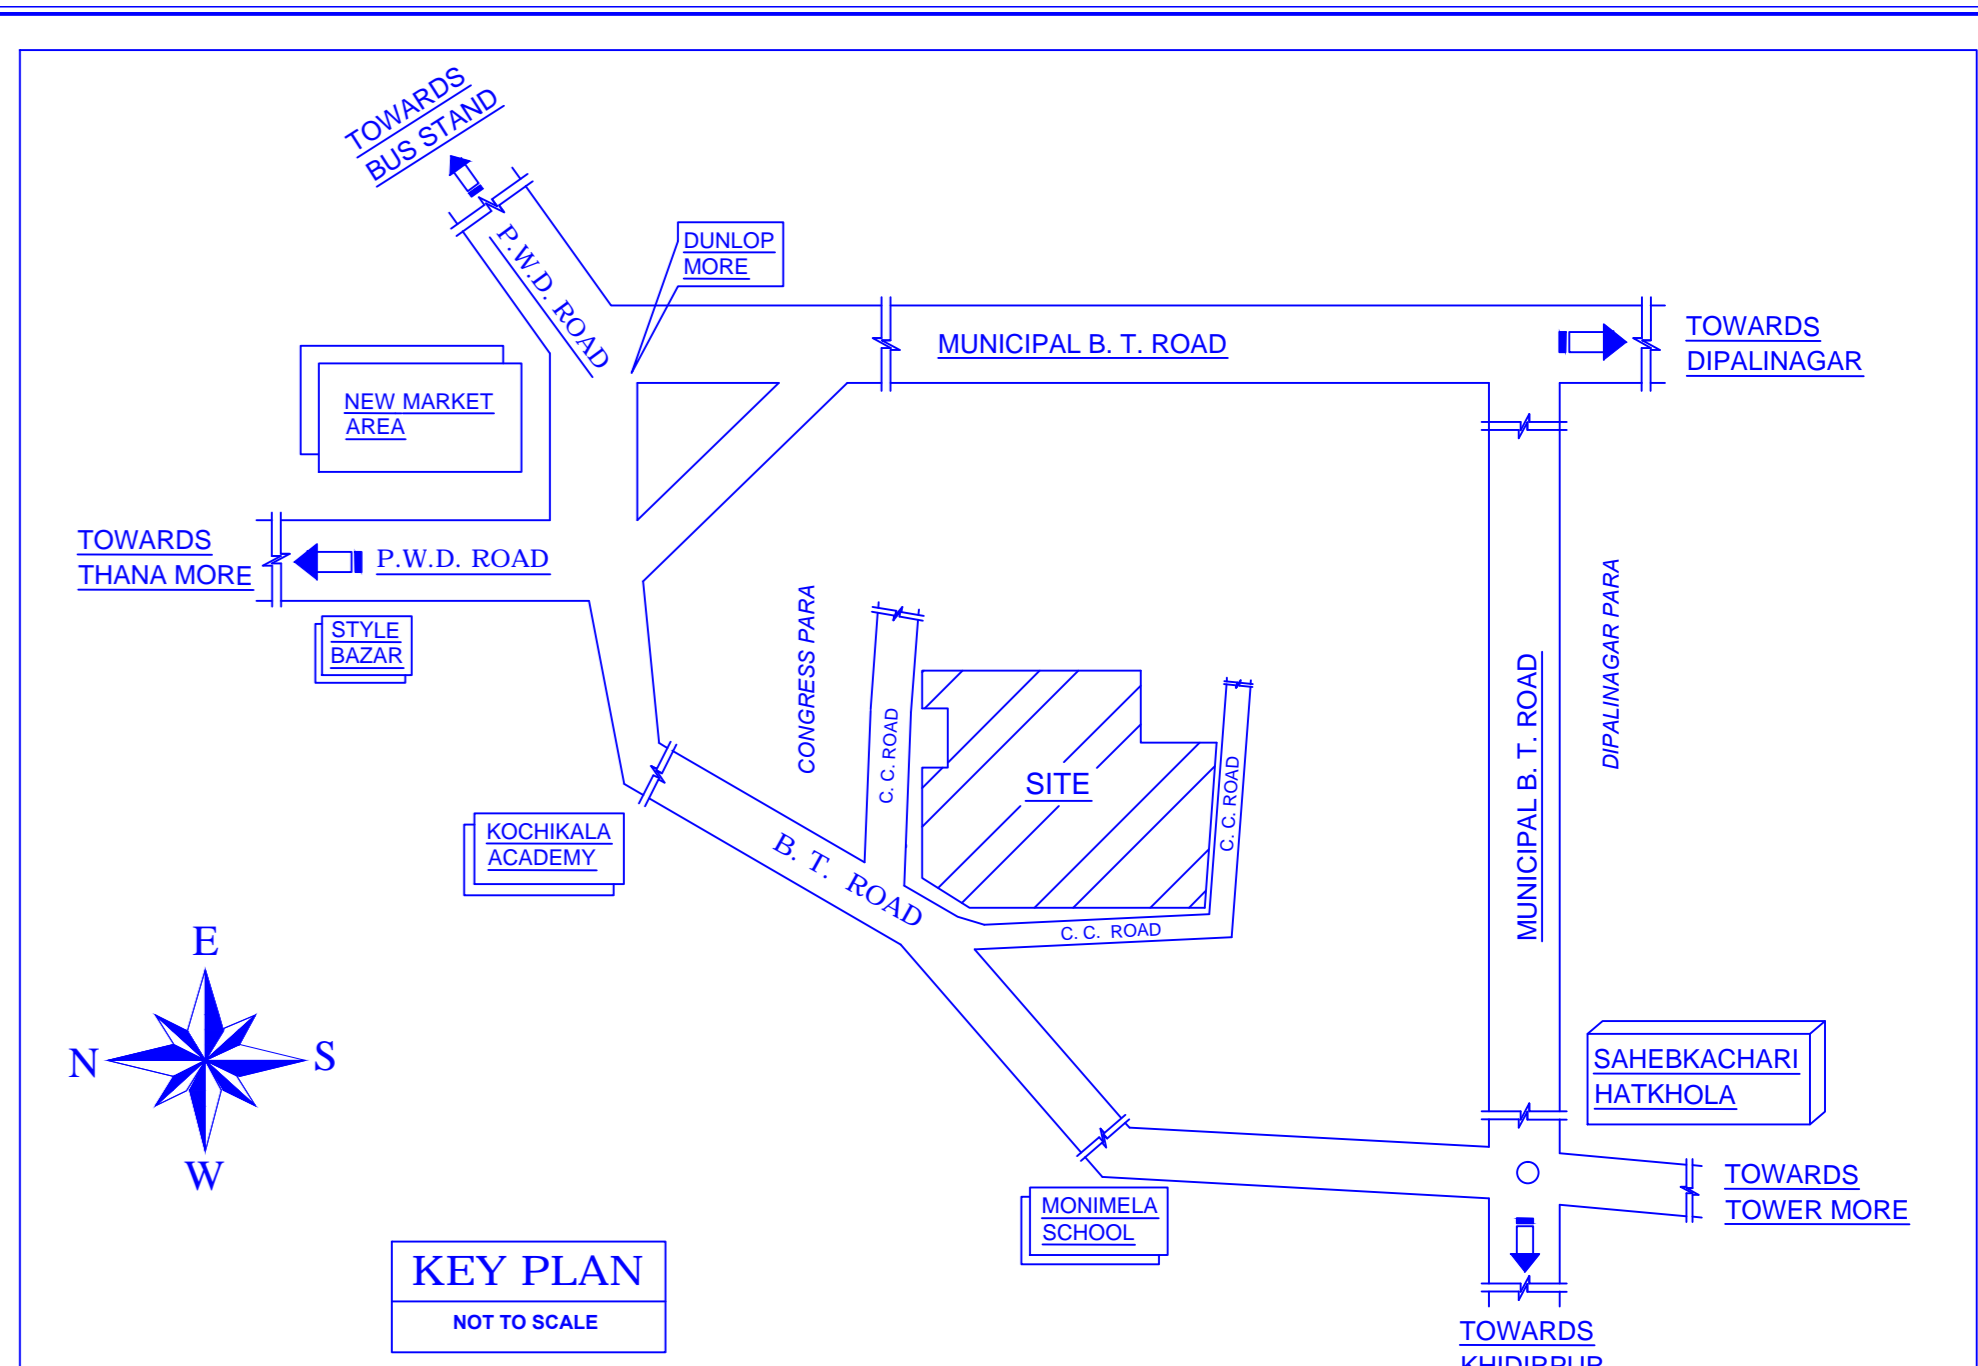 TOWARDS
BUS STAND
P.W.D. ROAD
DUNLOP
MORE
MUNICIPAL B. T. ROAD
TOWARDS
DIPALINAGAR
NEW MARKET
AREA
TOWARDS
THANA MORE
P.W.D. ROAD
STYLE
BAZAR
CONGRESS PARA
C. C. ROAD
SITE
C. C. ROAD
MUNICIPAL B. T. ROAD
DIPALINAGAR PARA
KOCHIKALA
ACADEMY
B. T. ROAD
C. C. ROAD
E
N
S
W
SAHEBKACHARI
HATKHOLA
TOWARDS
TOWER MORE
MONIMELA
SCHOOL
KEY PLAN
NOT TO SCALE
TOWARDS
KHIDIRPUR